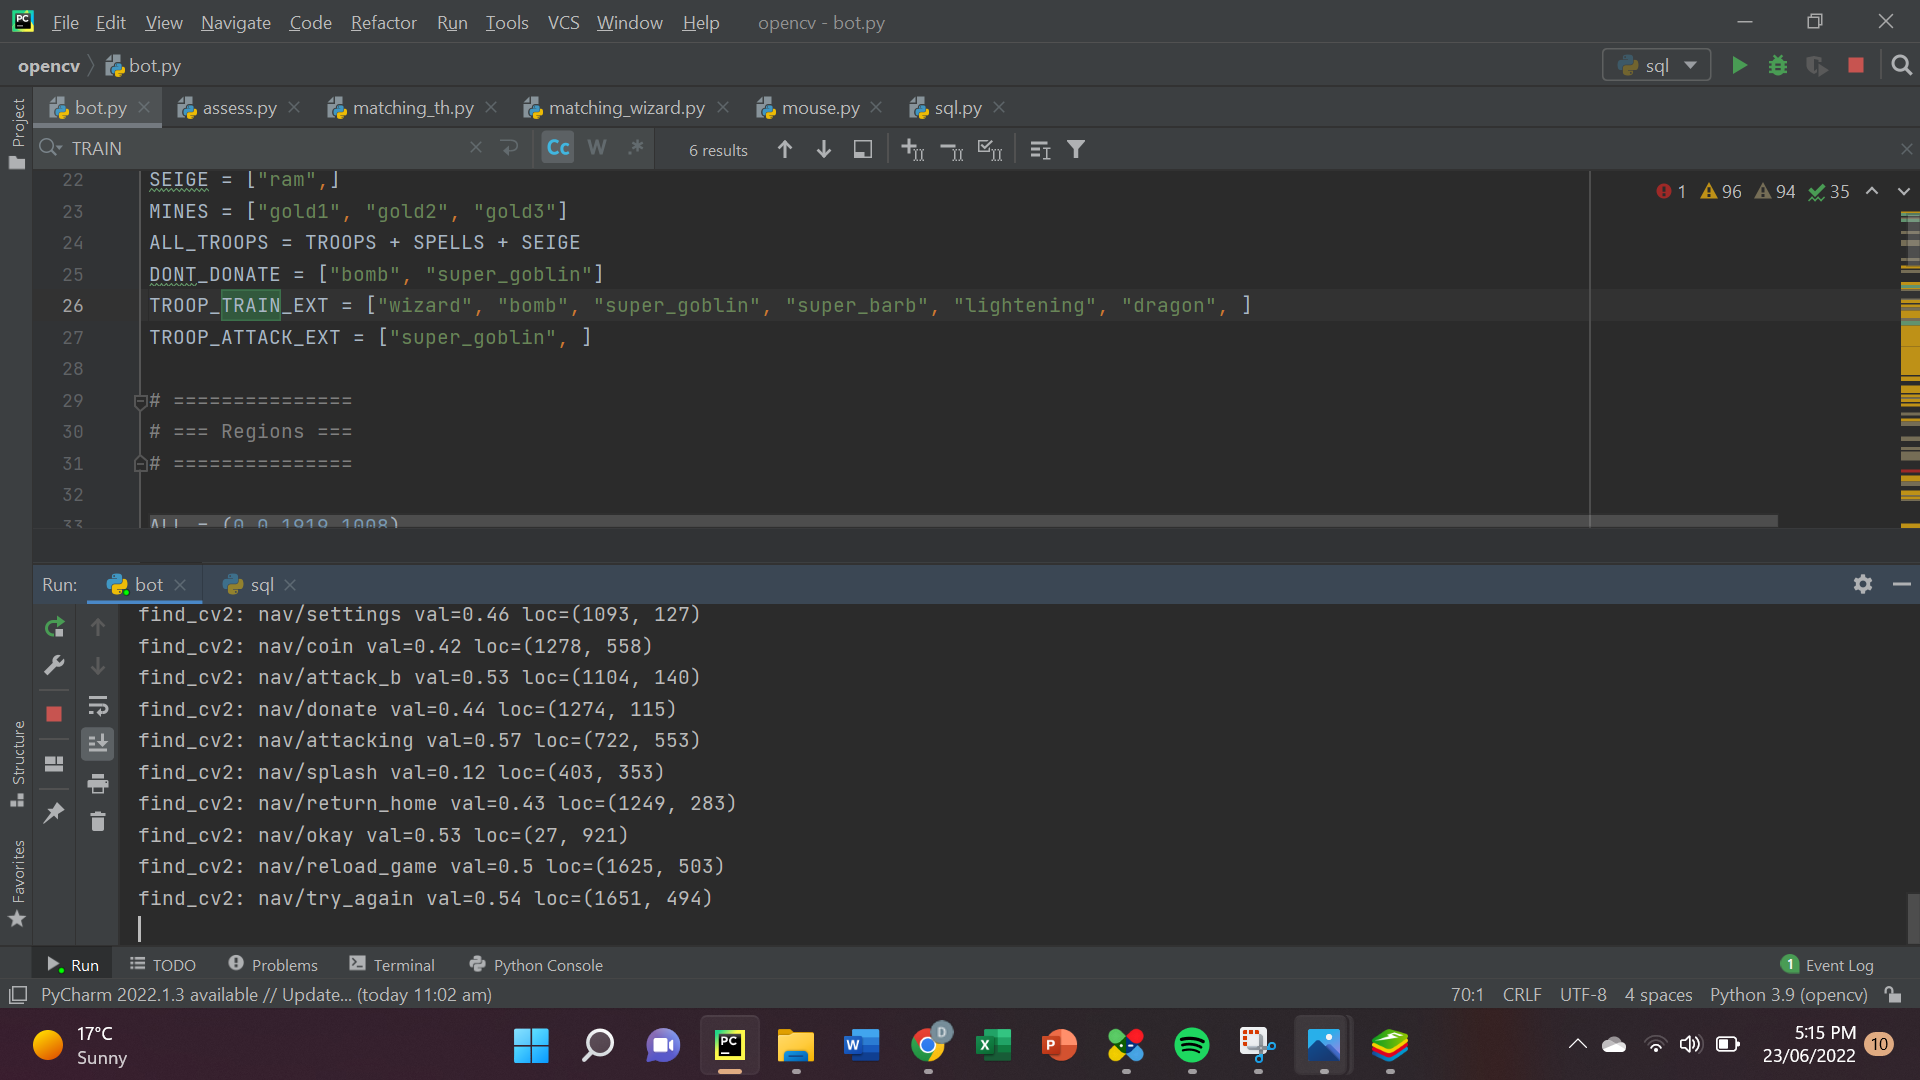 PC File Edit View Navigate Code Refactor Run Tools VCS Window Help opencv - bot.py
opencv bot.py sql
bot.py assess.py matching_th.py matching_wizard.py mouse.py sql.py
TRAIN Cc W .* 6 results
1 96 94 35
22 SEIGE = ["ram",]
23 MINES = ["gold1", "gold2", "gold3"]
24 ALL_TROOPS = TROOPS + SPELLS + SEIGE
25 DONT_DONATE = ["bomb", "super_goblin"]
26 TROOP_TRAIN_EXT = ["wizard", "bomb", "super_goblin", "super_barb", "lightening", "dragon", ]
27 TROOP_ATTACK_EXT = ["super_goblin", ]
28
29 # ===============
30 # === Regions ===
31 # ===============
32
33 ALL = (0,0,1919,1008)
Project
Structure
Favorites
Run: bot sql
find_cv2: nav/settings val=0.46 loc=(1093, 127)
find_cv2: nav/coin val=0.42 loc=(1278, 558)
find_cv2: nav/attack_b val=0.53 loc=(1104, 140)
find_cv2: nav/donate val=0.44 loc=(1274, 115)
find_cv2: nav/attacking val=0.57 loc=(722, 553)
find_cv2: nav/splash val=0.12 loc=(403, 353)
find_cv2: nav/return_home val=0.43 loc=(1249, 283)
find_cv2: nav/okay val=0.53 loc=(27, 921)
find_cv2: nav/reload_game val=0.5 loc=(1625, 503)
find_cv2: nav/try_again val=0.54 loc=(1651, 494)
Run TODO Problems Terminal Python Console 1 Event Log
PyCharm 2022.1.3 available // Update... (today 11:02 am) 70:1 CRLF UTF-8 4 spaces Python 3.9 (opencv)
17°C
Sunny
PC W D X P
5:15 PM
23/06/2022
10